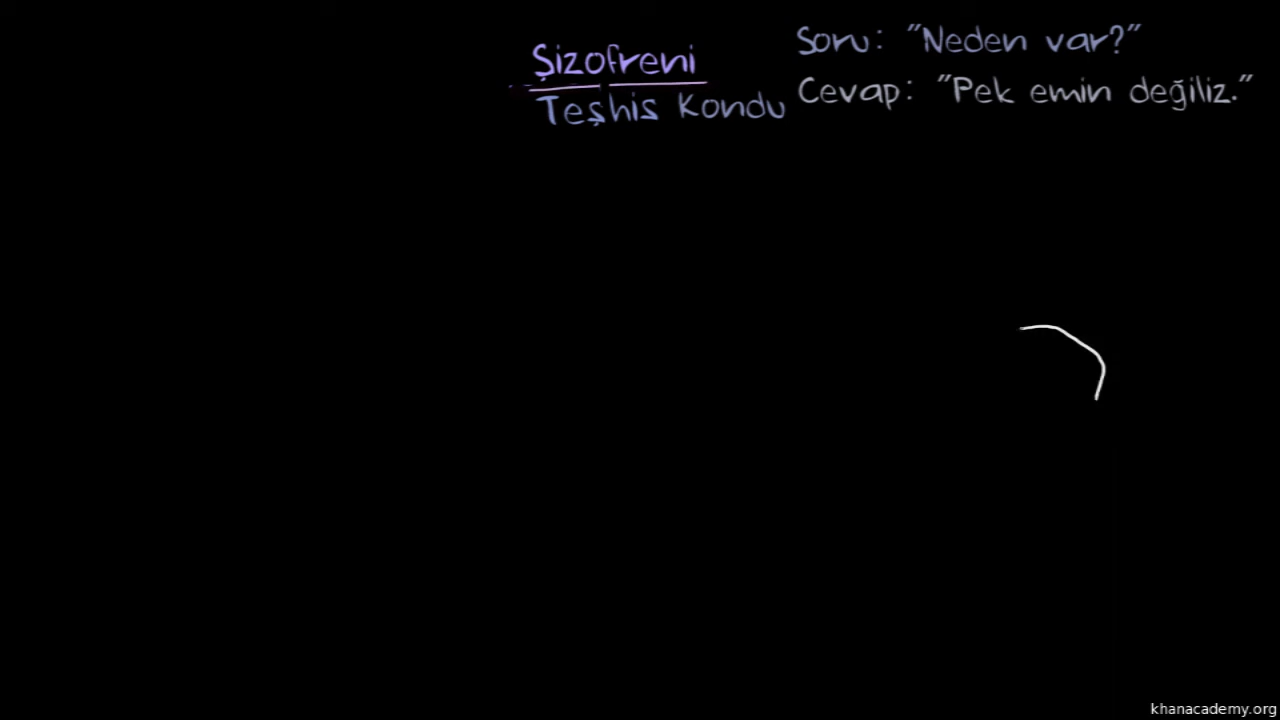 Şizofreni
Teşhis Kondu
Soru: "Neden var?"
Cevap: "Pek emin değiliz."
khanacademy.org